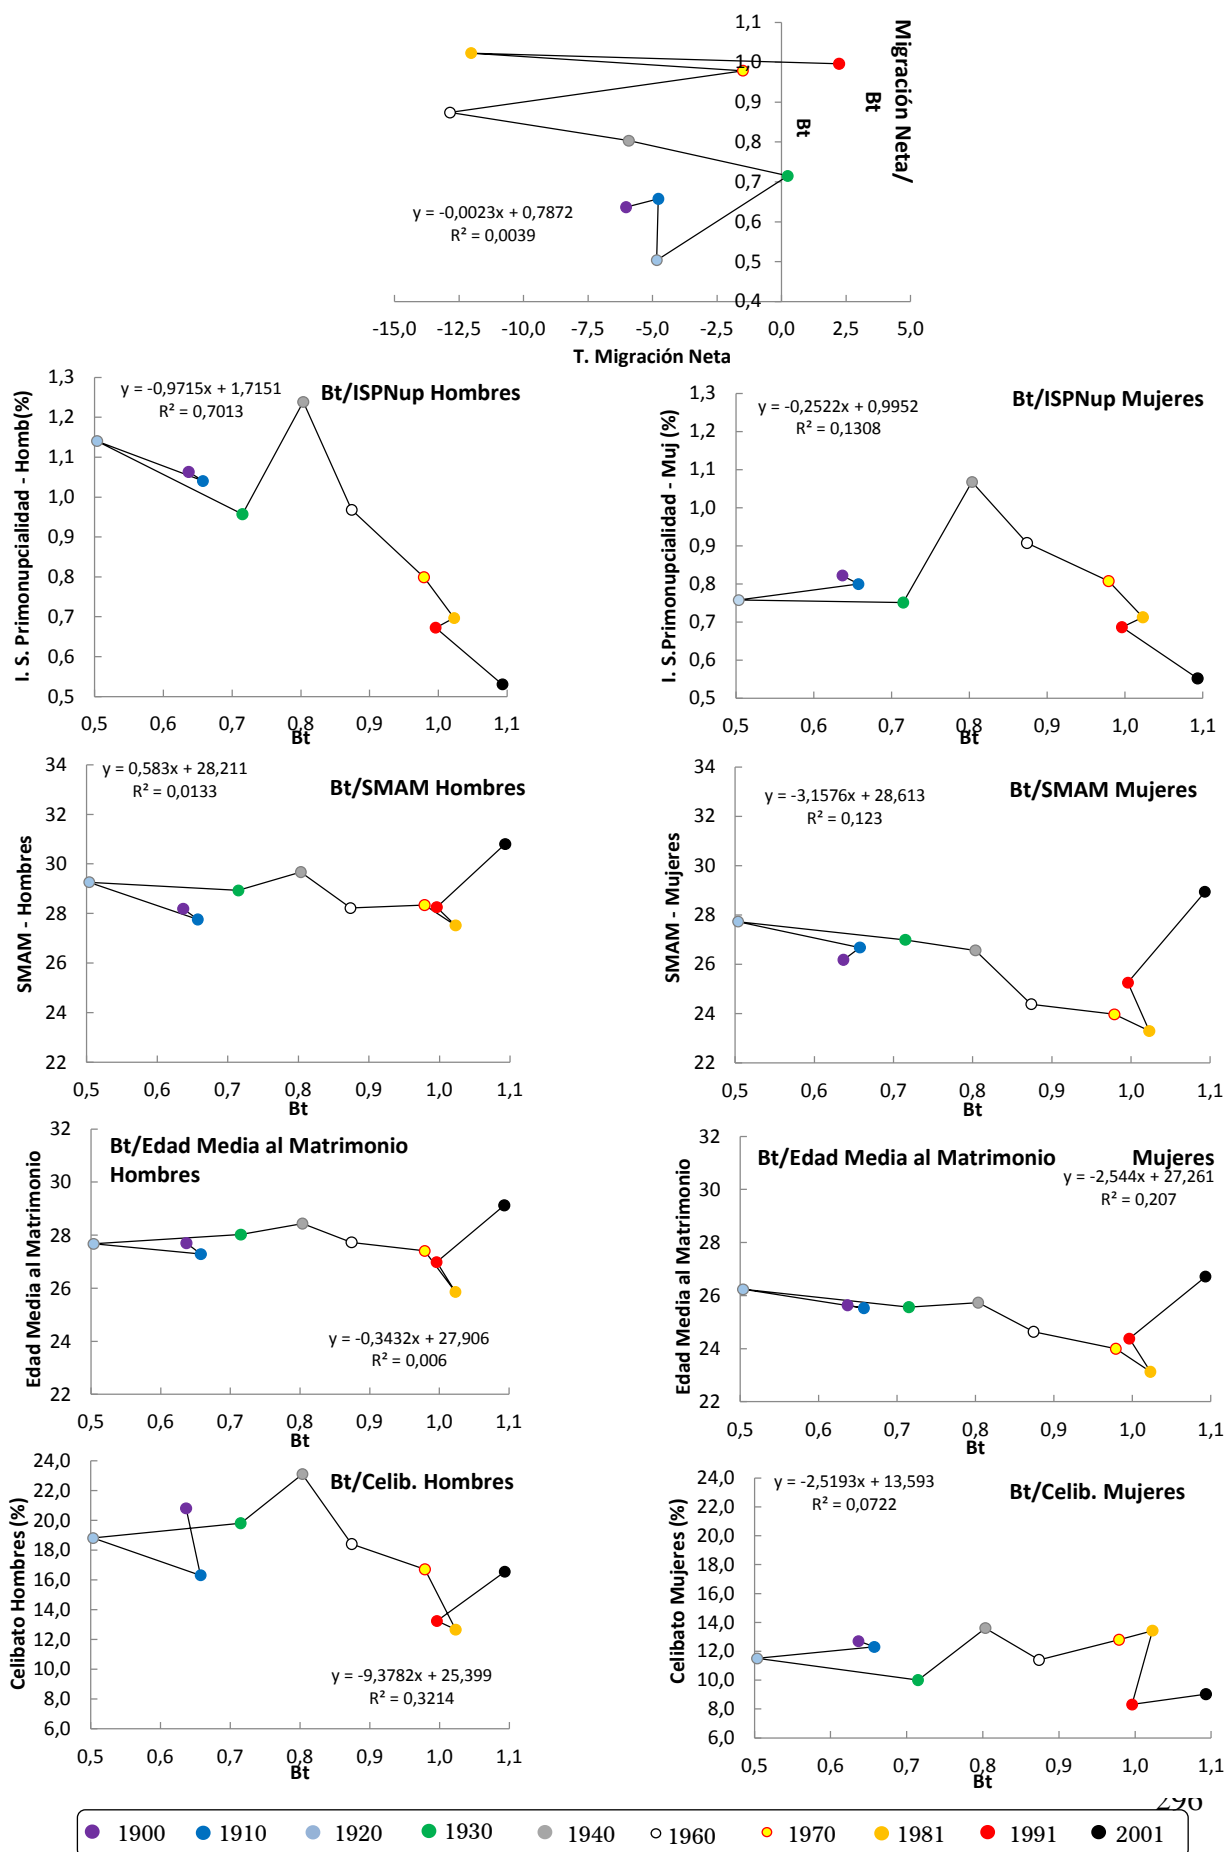 Migración Neta/
Bt
Bt
1,1
1,0
0,9
0,8
0,7
0,6
0,5
0,4
y = -0,0023x + 0,7872
R² = 0,0039
-15,0 -12,5 -10,0 -7,5 -5,0 -2,5 0,0 2,5 5,0
T. Migración Neta
Bt/ISPNup Hombres
y = -0,9715x + 1,7151
R² = 0,7013
I. S. Primonupcialidad - Homb(%)
1,3
1,2
1,1
1,0
0,9
0,8
0,7
0,6
0,5
0,5 0,6 0,7 0,8 0,9 1,0 1,1
Bt
Bt/ISPNup Mujeres
y = -0,2522x + 0,9952
R² = 0,1308
I. S.Primonupcialidad - Muj (%)
1,3
1,2
1,1
1,0
0,9
0,8
0,7
0,6
0,5
0,5 0,6 0,7 0,8 0,9 1,0 1,1
Bt
Bt/SMAM Hombres
y = 0,583x + 28,211
R² = 0,0133
SMAM - Hombres
34
32
30
28
26
24
22
0,5 0,6 0,7 0,8 0,9 1,0 1,1
Bt
Bt/SMAM Mujeres
y = -3,1576x + 28,613
R² = 0,123
SMAM - Mujeres
34
32
30
28
26
24
22
0,5 0,6 0,7 0,8 0,9 1,0 1,1
Bt
Bt/Edad Media al Matrimonio
Hombres
y = -0,3432x + 27,906
R² = 0,006
Edad Media al Matrimonio
32
30
28
26
24
22
0,5 0,6 0,7 0,8 0,9 1,0 1,1
Bt
Bt/Edad Media al Matrimonio Mujeres
y = -2,544x + 27,261
R² = 0,207
Edad Media al Matrimonio
32
30
28
26
24
22
0,5 0,6 0,7 0,8 0,9 1,0 1,1
Bt
Bt/Celib. Hombres
y = -9,3782x + 25,399
R² = 0,3214
Celibato Hombres (%)
24,0
22,0
20,0
18,0
16,0
14,0
12,0
10,0
8,0
6,0
0,5 0,6 0,7 0,8 0,9 1,0 1,1
Bt
Bt/Celib. Mujeres
y = -2,5193x + 13,593
R² = 0,0722
Celibato Mujeres (%)
24,0
22,0
20,0
18,0
16,0
14,0
12,0
10,0
8,0
6,0
0,5 0,6 0,7 0,8 0,9 1,0 1,1
Bt
296
1900 1910 1920 1930 1940 1960 1970 1981 1991 2001